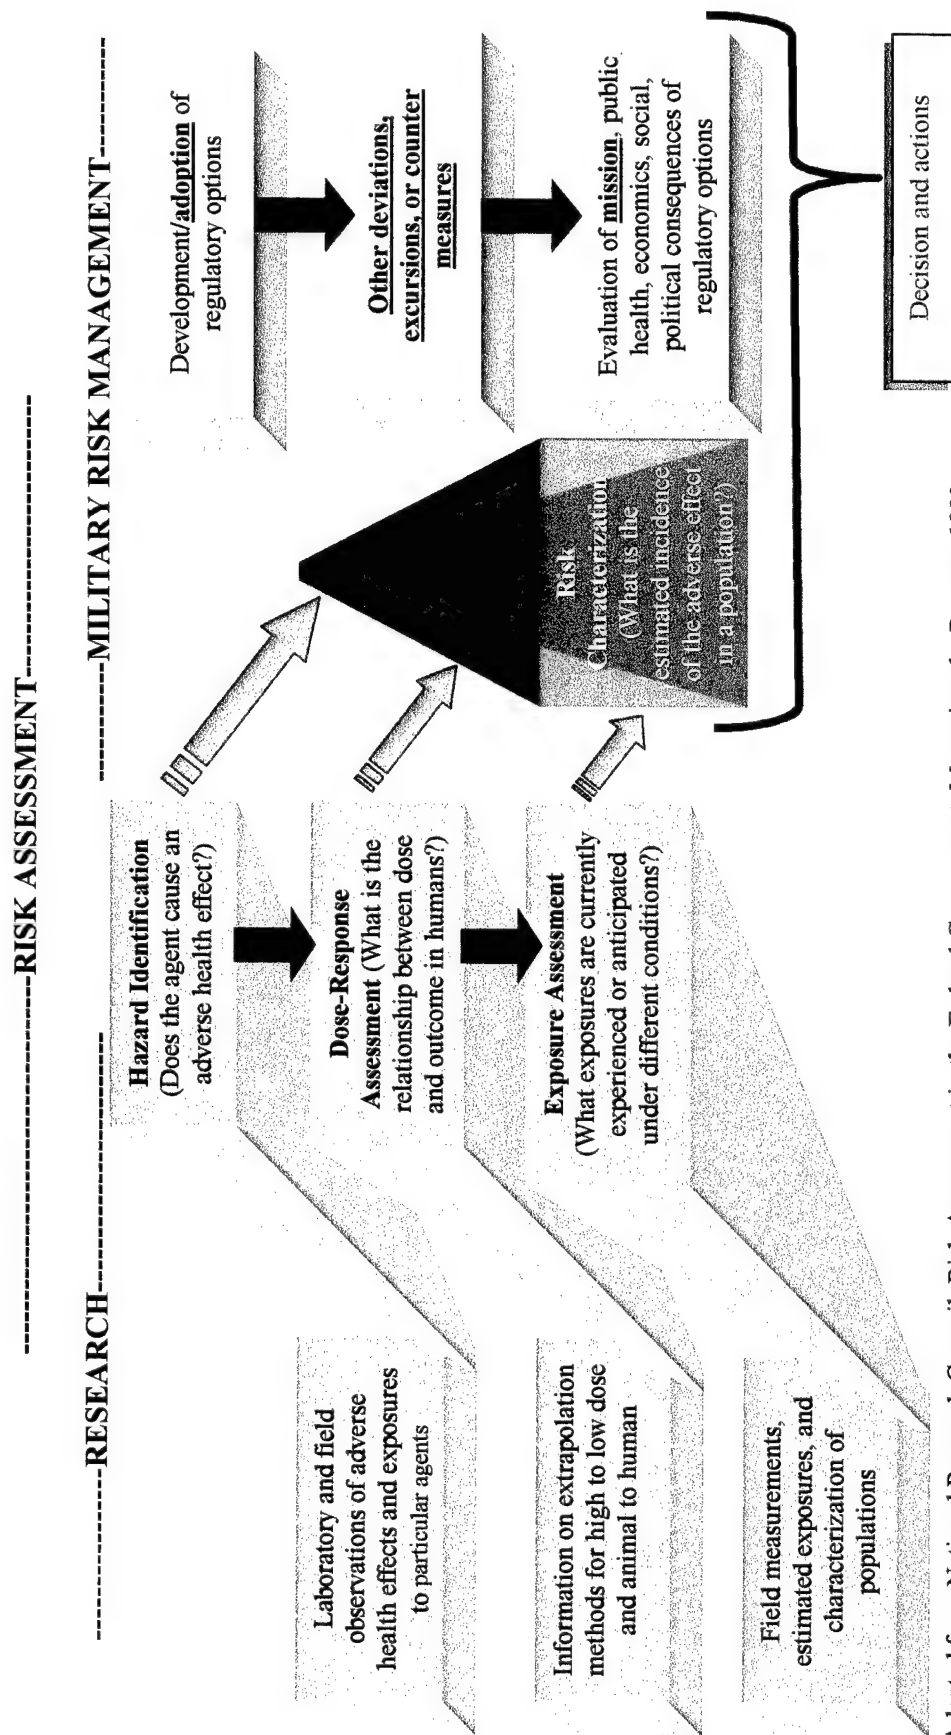 -----RISK ASSESSMENT-----
-----RESEARCH-----
-----MILITARY RISK MANAGEMENT-----
Laboratory and field
observations of adverse
health effects and exposures
to particular agents
Information on extrapolation
methods for high to low dose
and animal to human
Field measurements,
estimated exposures, and
characterization of
populations
Hazard Identification
(Does the agent cause an
adverse health effect?)
Dose-Response
Assessment (What is the
relationship between dose
and outcome in humans?)
Exposure Assessment
(What exposures are currently
experienced or anticipated
under different conditions?)
Risk
Characterization
(What is the
estimated incidence
of the adverse effect
in a population?)
Development/adoption of
regulatory options
Other deviations,
excursions, or counter
measures
Evaluation of mission, public
health, economics, social,
political consequences of
regulatory options
Decision and actions